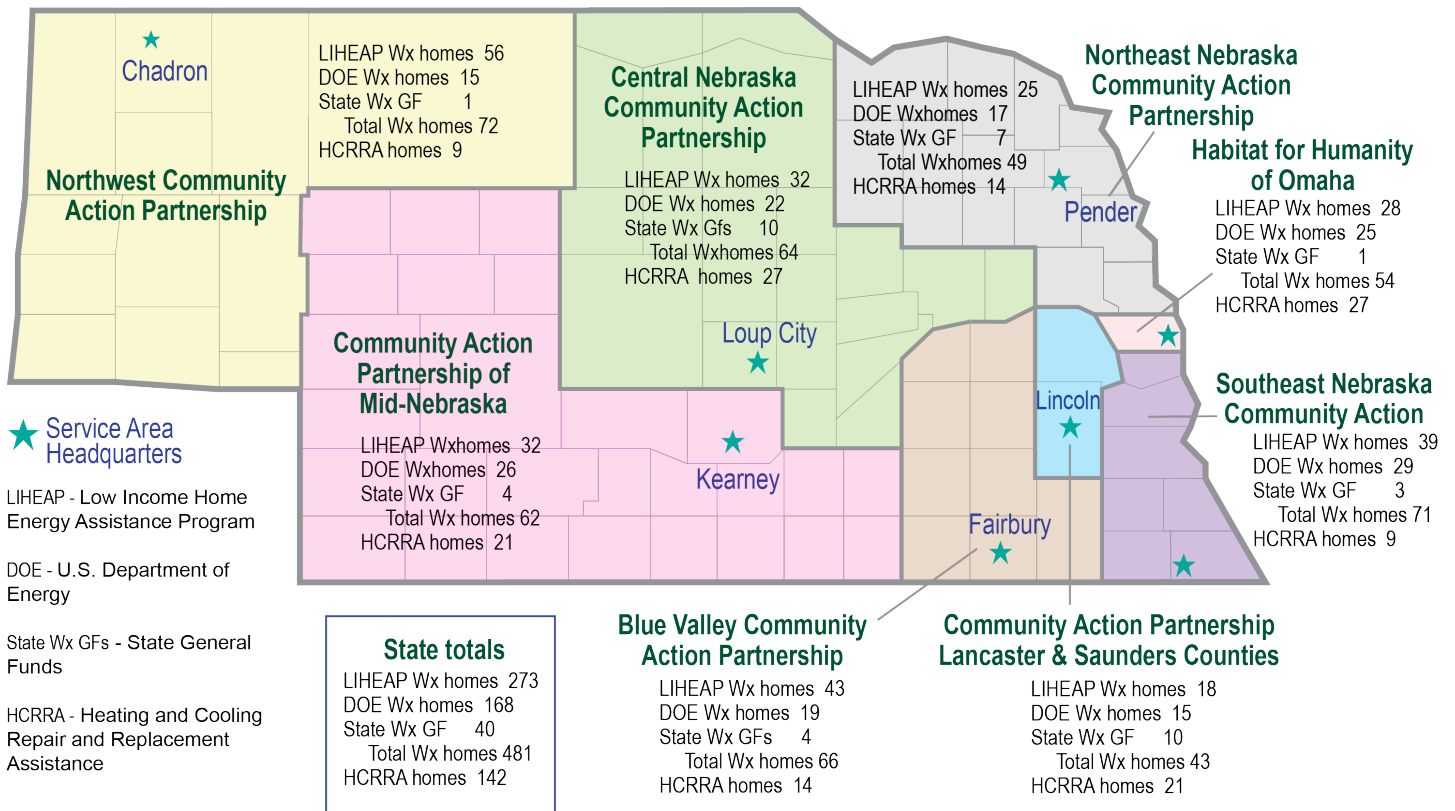 Chadron
LIHEAP Wx homes 56
DOE Wx homes 15
State Wx GF 1
Total Wx homes 72
HCRRA homes 9
Northwest Community
Action Partnership
Central Nebraska
Community Action
Partnership
LIHEAP Wx homes 32
DOE Wx homes 22
State Wx Gfs 10
Total Wxhomes 64
HCRRA homes 27
Loup City
LIHEAP Wx homes 25
DOE Wxhomes 17
State Wx GF 7
Total Wxhomes 49
HCRRA homes 14
Pender
Northeast Nebraska
Community Action
Partnership
Habitat for Humanity
of Omaha
LIHEAP Wx homes 28
DOE Wx homes 25
State Wx GF 1
Total Wx homes 54
HCRRA homes 27
Community Action
Partnership of
Mid-Nebraska
LIHEAP Wxhomes 32
DOE Wxhomes 26
State Wx GF 4
Total Wx homes 62
HCRRA homes 21
Kearney
Lincoln
Fairbury
Southeast Nebraska
Community Action
LIHEAP Wx homes 39
DOE Wx homes 29
State Wx GF 3
Total Wx homes 71
HCRRA homes 9
Service Area
Headquarters
LIHEAP - Low Income Home
Energy Assistance Program
DOE - U.S. Department of
Energy
State Wx GFs - State General
Funds
HCRRA - Heating and Cooling
Repair and Replacement
Assistance
State totals
LIHEAP Wx homes 273
DOE Wx homes 168
State Wx GF 40
Total Wx homes 481
HCRRA homes 142
Blue Valley Community
Action Partnership
LIHEAP Wx homes 43
DOE Wx homes 19
State Wx GFs 4
Total Wx homes 66
HCRRA homes 14
Community Action Partnership
Lancaster & Saunders Counties
LIHEAP Wx homes 18
DOE Wx homes 15
State Wx GF 10
Total Wx homes 43
HCRRA homes 21